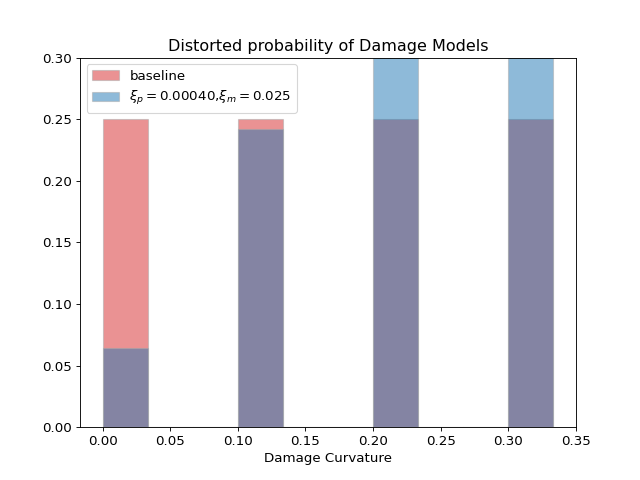 Distorted probability of Damage Models
baseline
ξₚ = 0.00040,ξₘ = 0.025
0.30
0.25
0.20
0.15
0.10
0.05
0.00
0.00 0.05 0.10 0.15 0.20 0.25 0.30 0.35
Damage Curvature